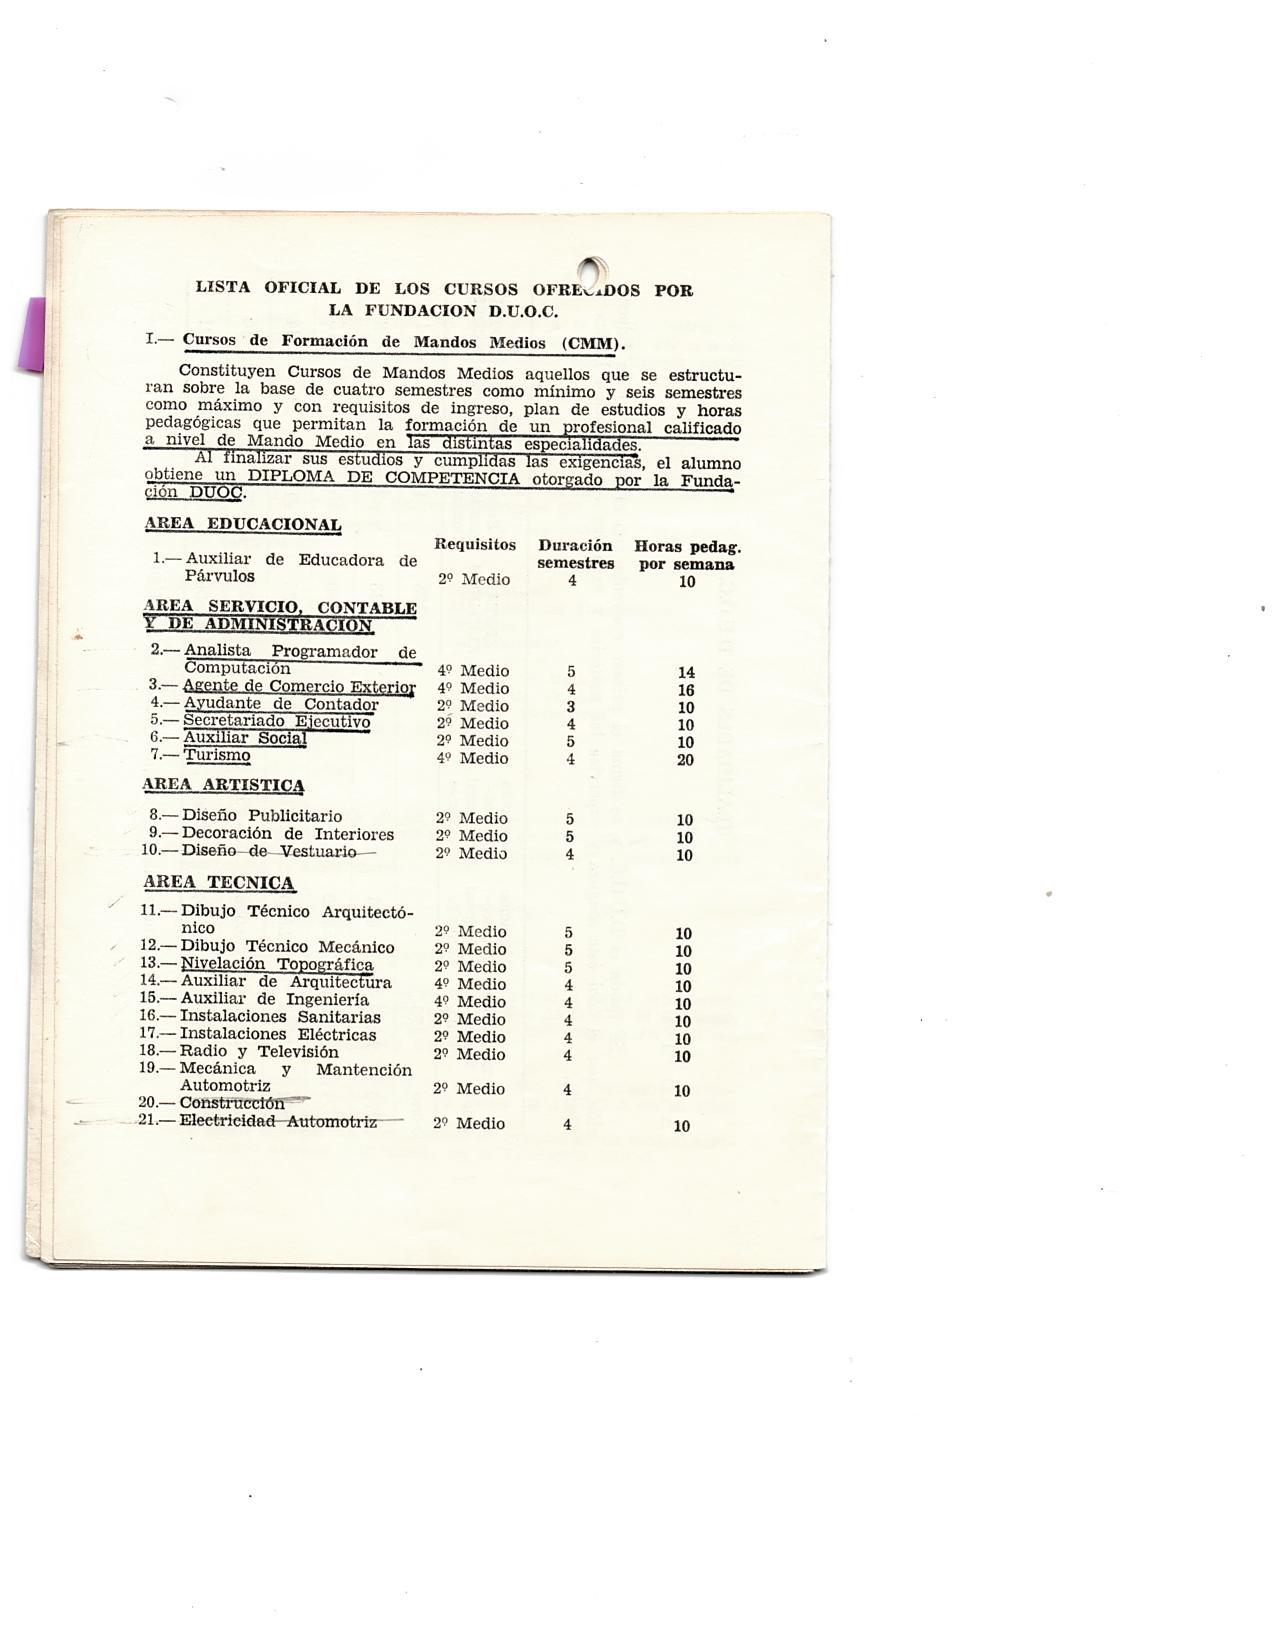 LISTA OFICIAL DE LOS CURSOS OFRECIDOS POR
LA FUNDACION D.U.O.C.
I.— Cursos de Formación de Mandos Medios (CMM).
Constituyen Cursos de Mandos Medios aquellos que se estructu-
ran sobre la base de cuatro semestres como mínimo y seis semestres
como máximo y con requisitos de ingreso, plan de estudios y horas
pedagógicas que permitan la formación de un profesional calificado
a nivel de Mando Medio en las distintas especialidades.
Al finalizar sus estudios y cumplidas las exigencias, el alumno
obtiene un DIPLOMA DE COMPETENCIA otorgado por la Funda-
ción DUOC.
AREA EDUCACIONAL
Requisitos Duración Horas pedag.
semestres por semana
1.— Auxiliar de Educadora de
Párvulos 2º Medio 4 10
AREA SERVICIO, CONTABLE
Y DE ADMINISTRACION
2.— Analista Programador de
Computación 4º Medio 5 14
3.— Agente de Comercio Exterior 4º Medio 4 16
4.— Ayudante de Contador 2º Medio 3 10
5.— Secretariado Ejecutivo 2º Medio 4 10
6.— Auxiliar Social 2º Medio 5 10
7.— Turismo 4º Medio 4 20
AREA ARTISTICA
8.— Diseño Publicitario 2º Medio 5 10
9.— Decoración de Interiores 2º Medio 5 10
10.— Diseño de Vestuario 2º Medio 4 10
AREA TECNICA
11.— Dibujo Técnico Arquitectó-
nico 2º Medio 5 10
12.— Dibujo Técnico Mecánico 2º Medio 5 10
13.— Nivelación Topográfica 2º Medio 5 10
14.— Auxiliar de Arquitectura 4º Medio 4 10
15.— Auxiliar de Ingeniería 4º Medio 4 10
16.— Instalaciones Sanitarias 2º Medio 4 10
17.— Instalaciones Eléctricas 2º Medio 4 10
18.— Radio y Televisión 2º Medio 4 10
19.— Mecánica y Mantención
Automotriz 2º Medio 4 10
20.— Construcción
21.— Electricidad Automotriz 2º Medio 4 10